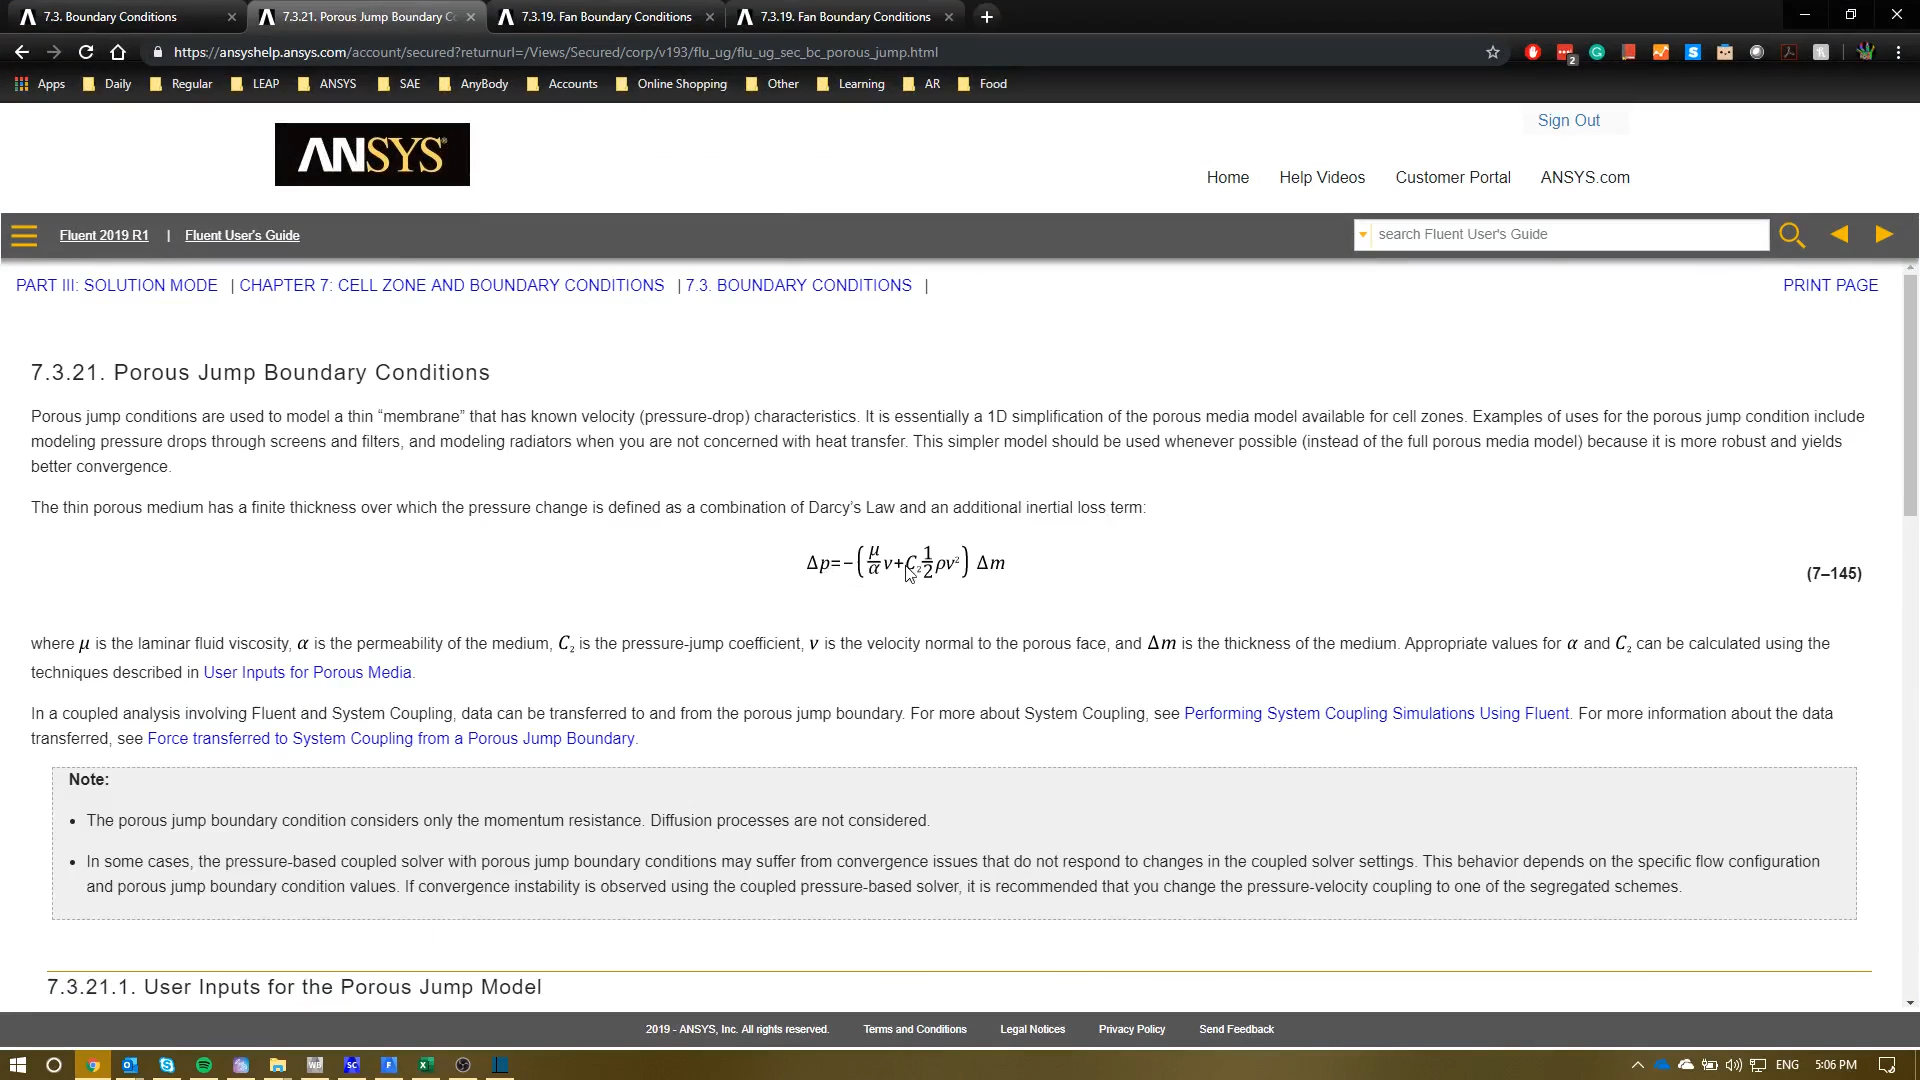 7.3. Boundary Conditions
7.3.21. Porous Jump Boundary Co
7.3.19. Fan Boundary Conditions
7.3.19. Fan Boundary Conditions
https://ansyshelp.ansys.com/account/secured?returnurl=/Views/Secured/corp/v193/flu_ug/flu_ug_sec_bc_porous_jump.html
2
Apps Daily Regular LEAP ANSYS SAE AnyBody Accounts Online Shopping Other Learning AR Food
Sign Out
ANSYS
Home Help Videos Customer Portal ANSYS.com
Fluent 2019 R1 | Fluent User's Guide
search Fluent User's Guide
PART III: SOLUTION MODE | CHAPTER 7: CELL ZONE AND BOUNDARY CONDITIONS | 7.3. BOUNDARY CONDITIONS |
PRINT PAGE
7.3.21. Porous Jump Boundary Conditions
Porous jump conditions are used to model a thin “membrane” that has known velocity (pressure-drop) characteristics. It is essentially a 1D simplification of the porous media model available for cell zones. Examples of uses for the porous jump condition include
modeling pressure drops through screens and filters, and modeling radiators when you are not concerned with heat transfer. This simpler model should be used whenever possible (instead of the full porous media model) because it is more robust and yields
better convergence.
The thin porous medium has a finite thickness over which the pressure change is defined as a combination of Darcy’s Law and an additional inertial loss term:
Δp=−(μ/α v+C₂ 1/2 ρv²) Δm
(7–145)
where μ is the laminar fluid viscosity, α is the permeability of the medium, C₂ is the pressure-jump coefficient, v is the velocity normal to the porous face, and Δm is the thickness of the medium. Appropriate values for α and C₂ can be calculated using the
techniques described in User Inputs for Porous Media.
In a coupled analysis involving Fluent and System Coupling, data can be transferred to and from the porous jump boundary. For more about System Coupling, see Performing System Coupling Simulations Using Fluent. For more information about the data
transferred, see Force transferred to System Coupling from a Porous Jump Boundary.
Note:
• The porous jump boundary condition considers only the momentum resistance. Diffusion processes are not considered.
• In some cases, the pressure-based coupled solver with porous jump boundary conditions may suffer from convergence issues that do not respond to changes in the coupled solver settings. This behavior depends on the specific flow configuration
and porous jump boundary condition values. If convergence instability is observed using the coupled pressure-based solver, it is recommended that you change the pressure-velocity coupling to one of the segregated schemes.
7.3.21.1. User Inputs for the Porous Jump Model
2019 - ANSYS, Inc. All rights reserved. Terms and Conditions Legal Notices Privacy Policy Send Feedback
WB SC F ENG 5:06 PM